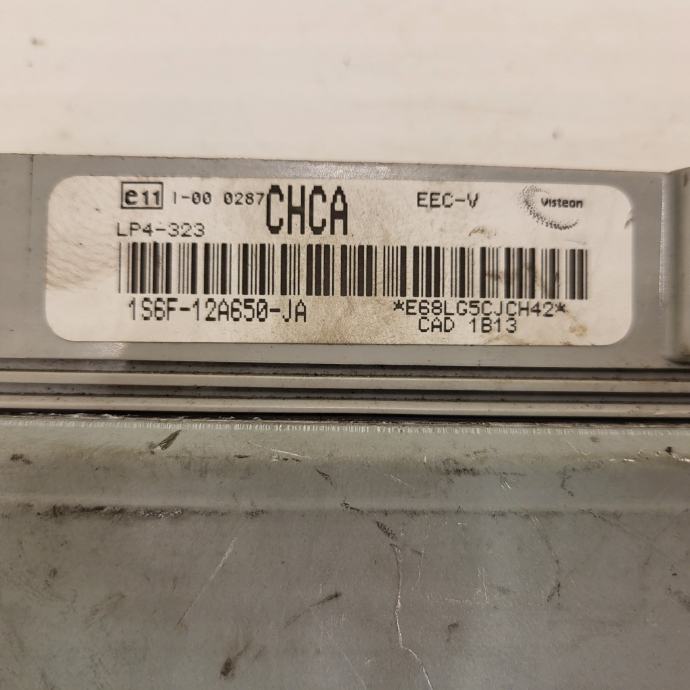 e11 I-00 0287 CHCA EEC-V Visteon
LP4-323
1S6F-12A650-JA *E68LG5CJCH42*
CAD 1B13